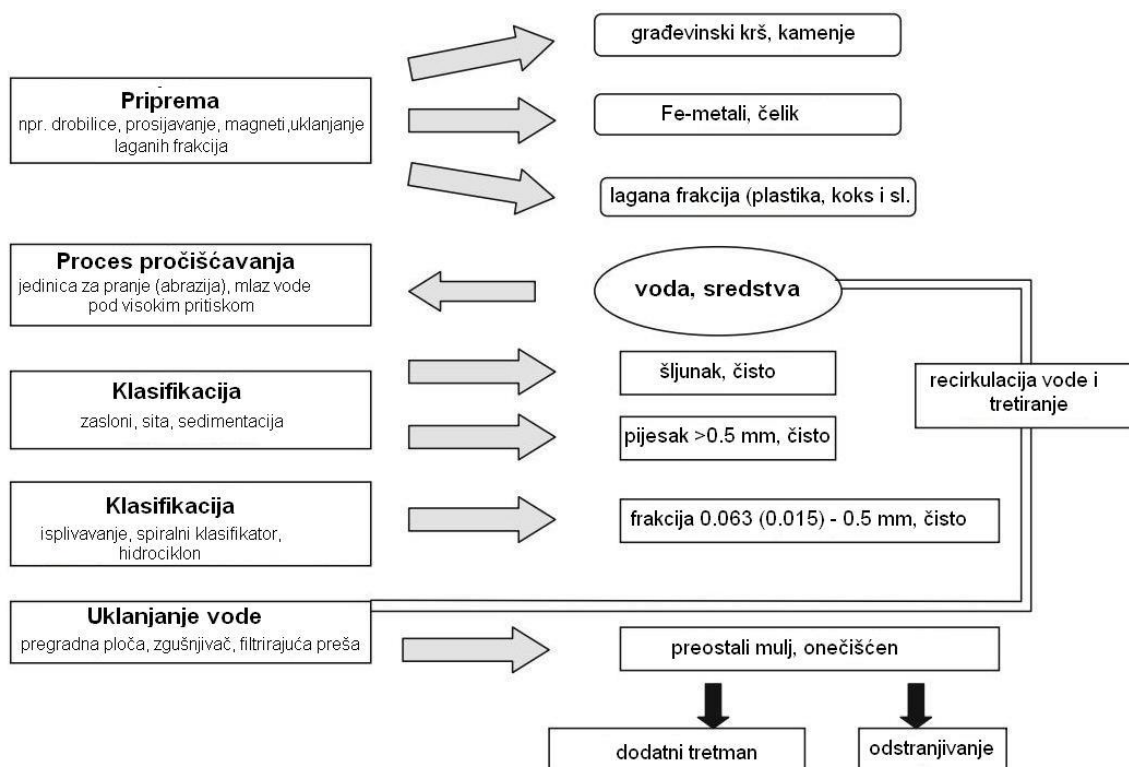 građevinski krš, kamenje
Priprema
npr. drobilice, prosijavanje, magneti,uklanjanje
laganih frakcija
Fe-metali, čelik
lagana frakcija (plastika, koks i sl.
Proces pročišćavanja
jedinica za pranje (abrazija), mlaz vode
pod visokim pritiskom
voda, sredstva
Klasifikacija
zasloni, sita, sedimentacija
šljunak, čisto
pijesak >0.5 mm, čisto
recirkulacija vode i
tretiranje
Klasifikacija
isplivavanje, spiralni klasifikator,
hidrociklon
frakcija 0.063 (0.015) - 0.5 mm, čisto
Uklanjanje vode
pregradna ploča, zgušnjivač, filtrirajuća preša
preostali mulj, onečišćen
dodatni tretman
odstranjivanje